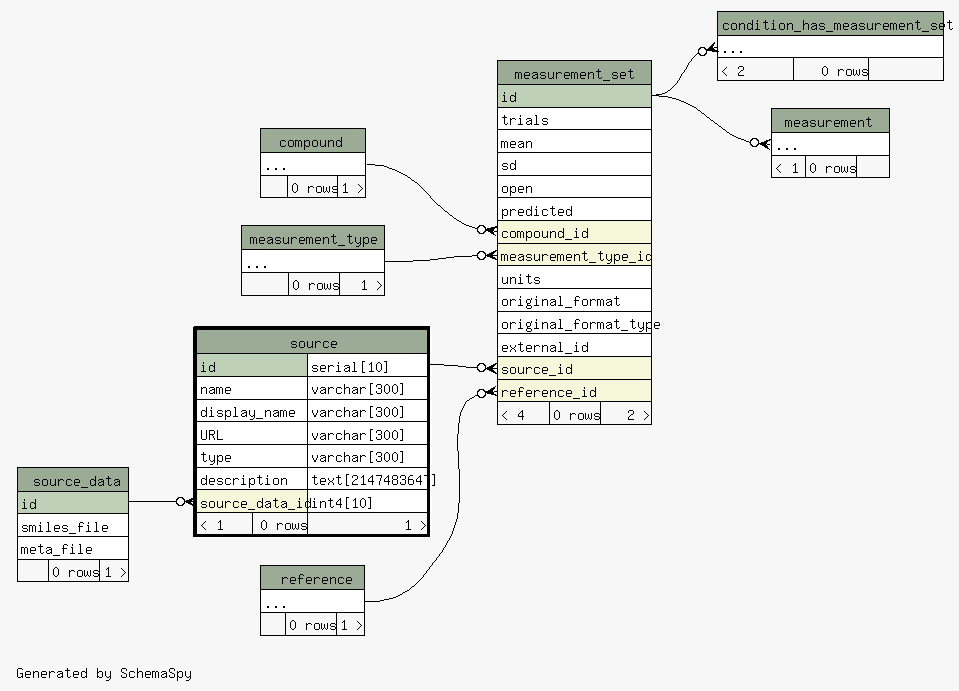 condition_has_measurement_set
...
< 2 0 rows
measurement_set
id
trials
mean
sd
open
predicted
compound_id
measurement_type_id
units
original_format
original_format_type
external_id
source_id
reference_id
< 4 0 rows 2 >
measurement
...
< 1 0 rows
compound
...
0 rows 1 >
measurement_type
...
0 rows 1 >
source
id serial[10]
name varchar[300]
display_name varchar[300]
URL varchar[300]
type varchar[300]
description text[2147483647]
source_data_id int4[10]
< 1 0 rows 1 >
source_data
id
smiles_file
meta_file
0 rows 1 >
reference
...
0 rows 1 >
Generated by SchemaSpy